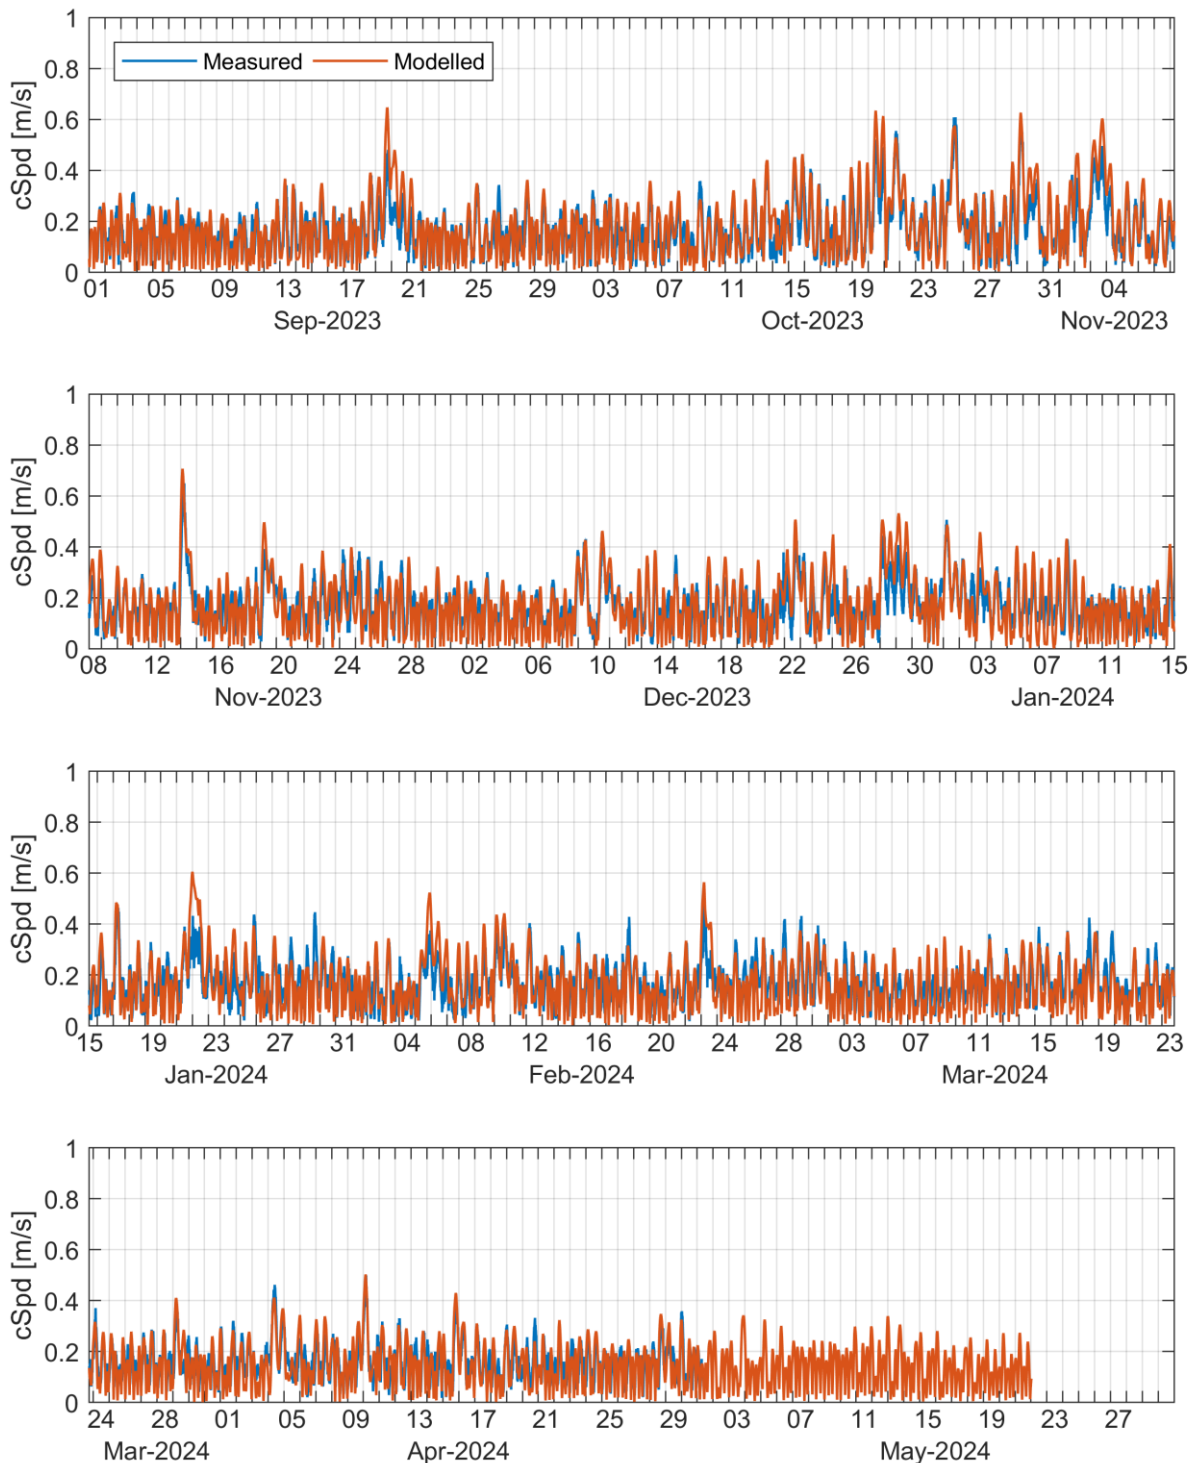 1
0.8
0.6
0.4
0.2
0
cSpd [m/s]
Measured Modelled
01 05 09 13 17 21 25 29 03 07 11 15 19 23 27 31 04
Sep-2023 Oct-2023 Nov-2023
1
0.8
0.6
0.4
0.2
0
cSpd [m/s]
08 12 16 20 24 28 02 06 10 14 18 22 26 30 03 07 11 15
Nov-2023 Dec-2023 Jan-2024
1
0.8
0.6
0.4
0.2
0
cSpd [m/s]
15 19 23 27 31 04 08 12 16 20 24 28 03 07 11 15 19 23
Jan-2024 Feb-2024 Mar-2024
1
0.8
0.6
0.4
0.2
0
cSpd [m/s]
24 28 01 05 09 13 17 21 25 29 03 07 11 15 19 23 27
Mar-2024 Apr-2024 May-2024